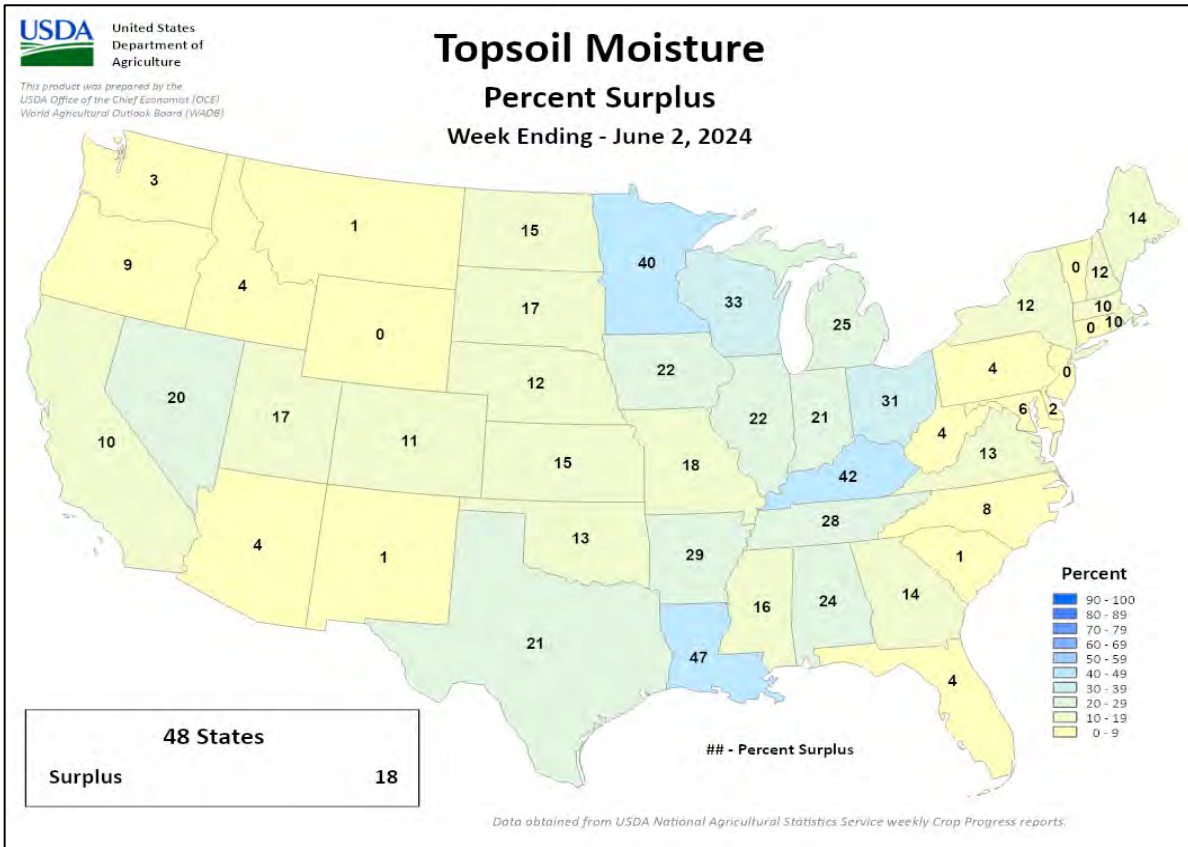 USDA
United States
Department of
Agriculture
This product was prepared by the
USDA Office of the Chief Economist (OCE)
World Agricultural Outlook Board (WAOB)
Topsoil Moisture
Percent Surplus
Week Ending - June 2, 2024
3
1
15
40
14
9
4
0
12
0
12
17
33
10
25
0
10
12
22
4
0
20
17
11
22
21
31
6
2
10
15
18
4
13
42
8
4
1
13
29
28
1
16
24
14
21
47
4
Percent
90 - 100
80 - 89
70 - 79
60 - 69
50 - 59
40 - 49
30 - 39
20 - 29
10 - 19
0 - 9
48 States
Surplus 18
## - Percent Surplus
Data obtained from USDA National Agricultural Statistics Service weekly Crop Progress reports.